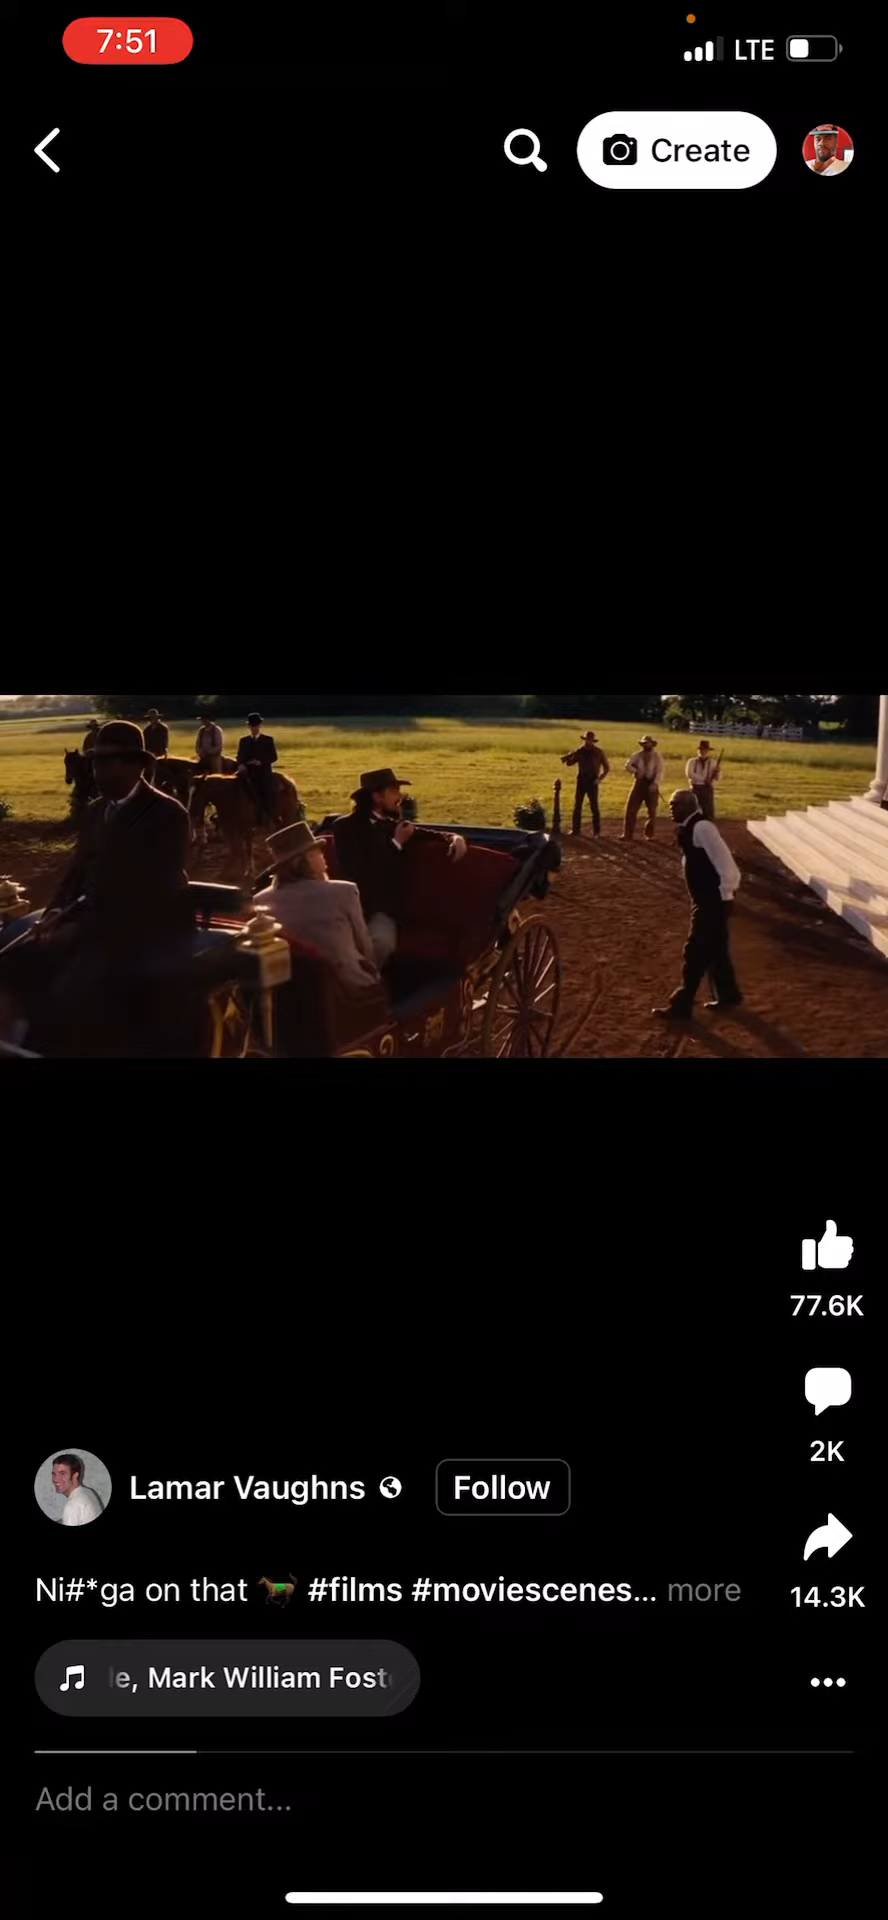 7:51
LTE
Create
77.6K
2K
Lamar Vaughns
Follow
Ni#*ga on that 🐎 #films #moviescenes... more
14.3K
le, Mark William Fost
Add a comment...